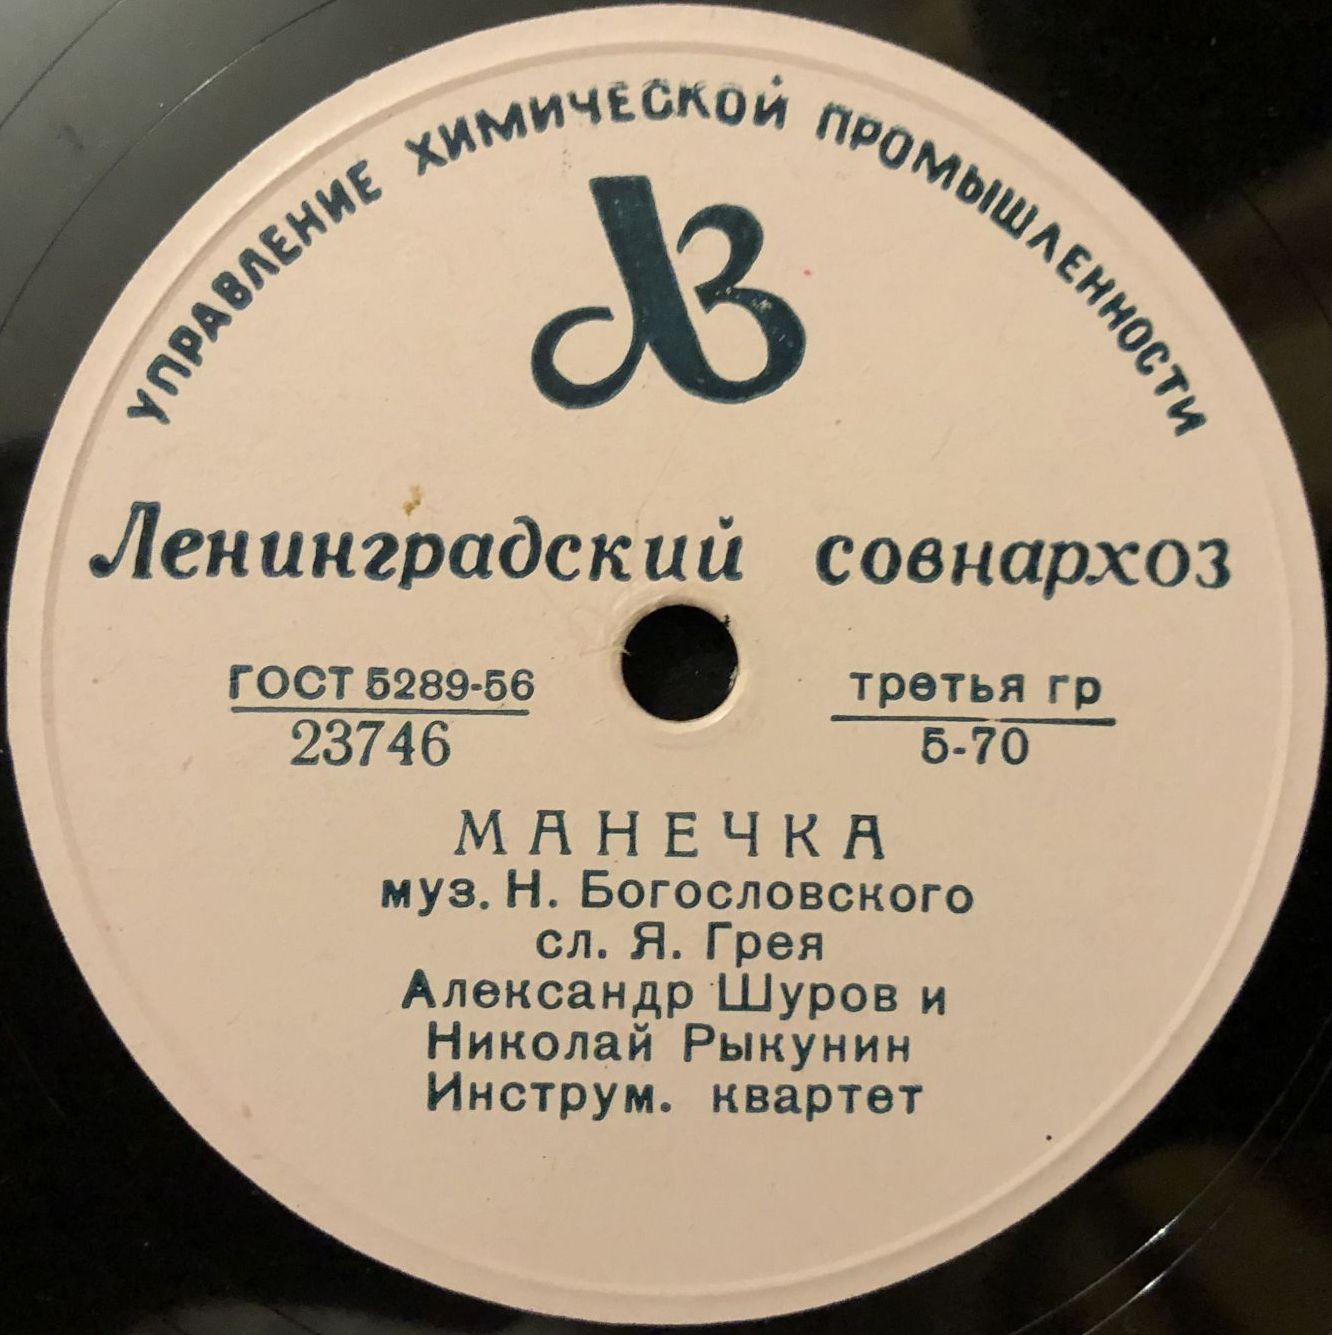 УПРАВЛЕНИЕ ХИМИЧЕСКОЙ ПРОМЫШЛЕННОСТИ
ЛЗ
Ленинградский совнархоз
ГОСТ 5289-56
23746
третья гр
5-70
МАНЕЧКА
муз. Н. Богословского
сл. Я. Грея
Александр Шуров и
Николай Рыкунин
Инструм. квартет